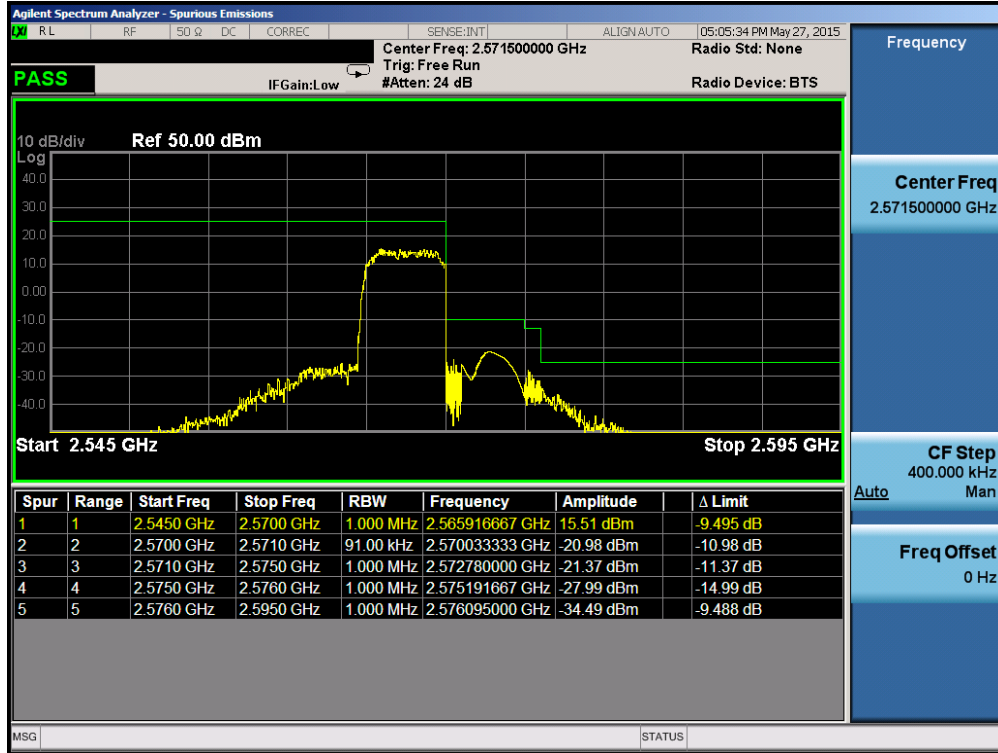 Agilent Spectrum Analyzer - Spurious Emissions
LXI RL RF 50 Ω DC CORREC SENSE:INT ALIGN AUTO 05:05:34 PM May 27, 2015
Center Freq: 2.571500000 GHz Radio Std: None
Trig: Free Run
PASS IFGain:Low #Atten: 24 dB Radio Device: BTS
10 dB/div Ref 50.00 dBm
Log
40.0
30.0
20.0
10.0
0.00
-10.0
-20.0
-30.0
-40.0
Start 2.545 GHz Stop 2.595 GHz
Spur Range Start Freq Stop Freq RBW Frequency Amplitude Δ Limit
1 1 2.5450 GHz 2.5700 GHz 1.000 MHz 2.565916667 GHz 15.51 dBm -9.495 dB
2 2 2.5700 GHz 2.5710 GHz 91.00 kHz 2.570033333 GHz -20.98 dBm -10.98 dB
3 3 2.5710 GHz 2.5750 GHz 1.000 MHz 2.572780000 GHz -21.37 dBm -11.37 dB
4 4 2.5750 GHz 2.5760 GHz 1.000 MHz 2.575191667 GHz -27.99 dBm -14.99 dB
5 5 2.5760 GHz 2.5950 GHz 1.000 MHz 2.576095000 GHz -34.49 dBm -9.488 dB
Frequency
Center Freq
2.571500000 GHz
CF Step
400.000 kHz
Auto Man
Freq Offset
0 Hz
MSG STATUS